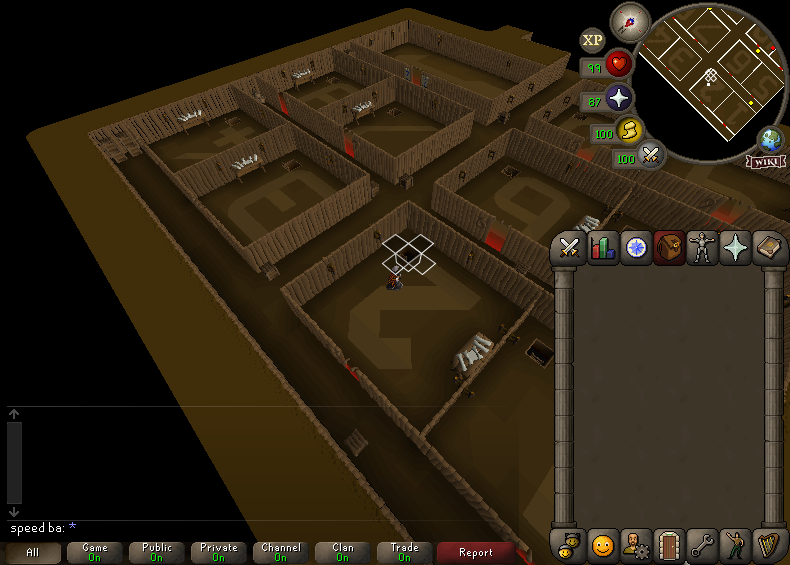 XP
99
87
100
100
WIKI
speed ba: *
All
Game
On
Public
On
Private
On
Channel
On
Clan
On
Trade
On
Report